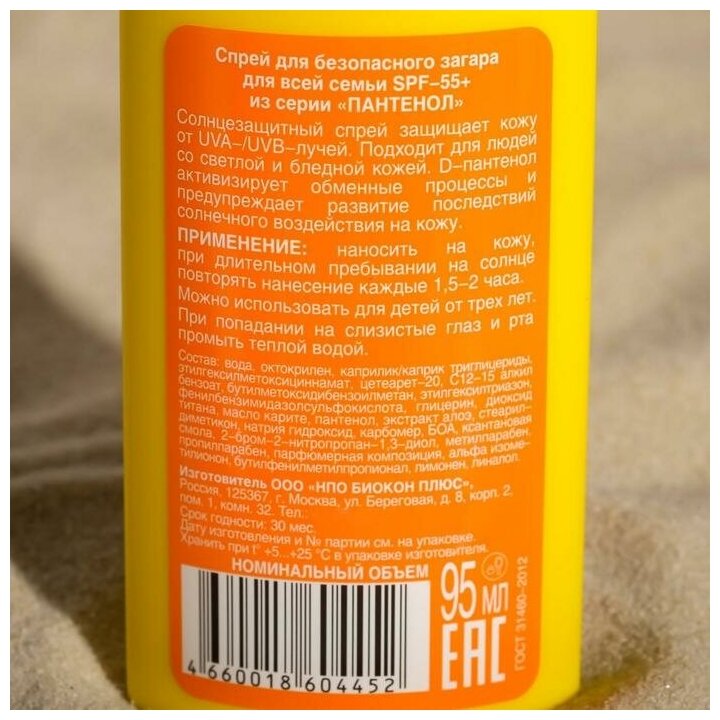 Спрей для безопасного загара
для всей семьи SPF–55+
из серии «ПАНТЕНОЛ»
Солнцезащитный спрей защищает кожу
от UVA–/UVB–лучей. Подходит для людей
со светлой и бледной кожей. D–пантенол
активизирует обменные процессы и
предупреждает развитие последствий
солнечного воздействия на кожу.
ПРИМЕНЕНИЕ: наносить на кожу,
при длительном пребывании на солнце
повторять нанесение каждые 1,5–2 часа.
Можно использовать для детей от трех лет.
При попадании на слизистые глаз и рта
промыть теплой водой.
Состав: вода, октокрилен, каприлик/каприк триглицериды,
этилгексилметоксициннамат, цетеарет–20, С12–15 алкил
бензоат, бутилметоксидибензоилметан, этилгексилтриазон,
фенилбензимидазолсульфокислота, глицерин, диоксид
титана, масло карите, пантенол, экстракт алоэ, стеарил–
диметикон, натрия гидроксид, карбомер, БОА, ксантановая
смола, 2–бром–2–нитропропан–1,3–диол, метилпарабен,
пропилпарабен, парфюмерная композиция, альфа изоме–
тилионон, бутилфенилметилпропионал, лимонен, линалол.
Изготовитель ООО «НПО БИОКОН ПЛЮС»,
Россия, 125367, г. Москва, ул. Береговая, д. 8, корп. 2,
пом. 1, комн. 32. Тел.:
Срок годности: 30 мес.
Дату изготовления и № партии см. на упаковке.
Хранить при t° +5...+25 °C в упаковке изготовителя.
НОМИНАЛЬНЫЙ ОБЪЕМ
95 мл
EAC
ГОСТ 31460–2012
4 660018 604452